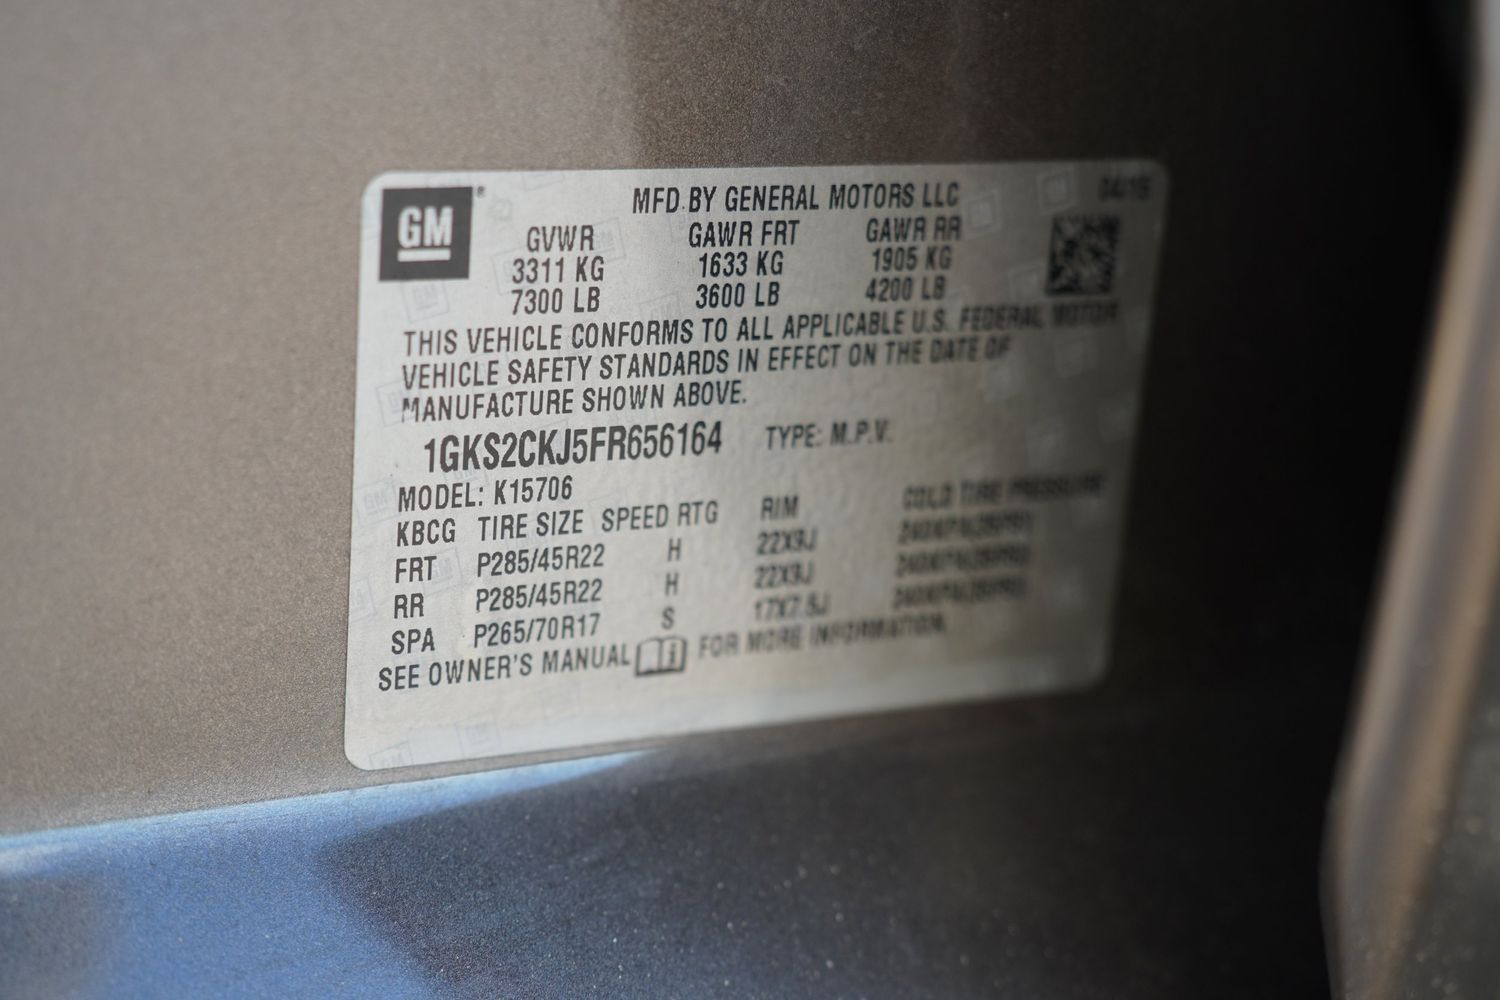 GM® MFD BY GENERAL MOTORS LLC 04/15
GVWR GAWR FRT GAWR RR
3311 KG 1633 KG 1905 KG
7300 LB 3600 LB 4200 LB
THIS VEHICLE CONFORMS TO ALL APPLICABLE U.S. FEDERAL MOTOR
VEHICLE SAFETY STANDARDS IN EFFECT ON THE DATE OF
MANUFACTURE SHOWN ABOVE.
1GKS2CKJ5FR656164 TYPE: M.P.V.
MODEL: K15706
KBCG TIRE SIZE SPEED RTG RIM COLD TIRE PRESSURE
FRT P285/45R22 H 22X9J
RR P285/45R22 H 22X9J
SPA P265/70R17 S 17X7.5J
SEE OWNER'S MANUAL FOR MORE INFORMATION.